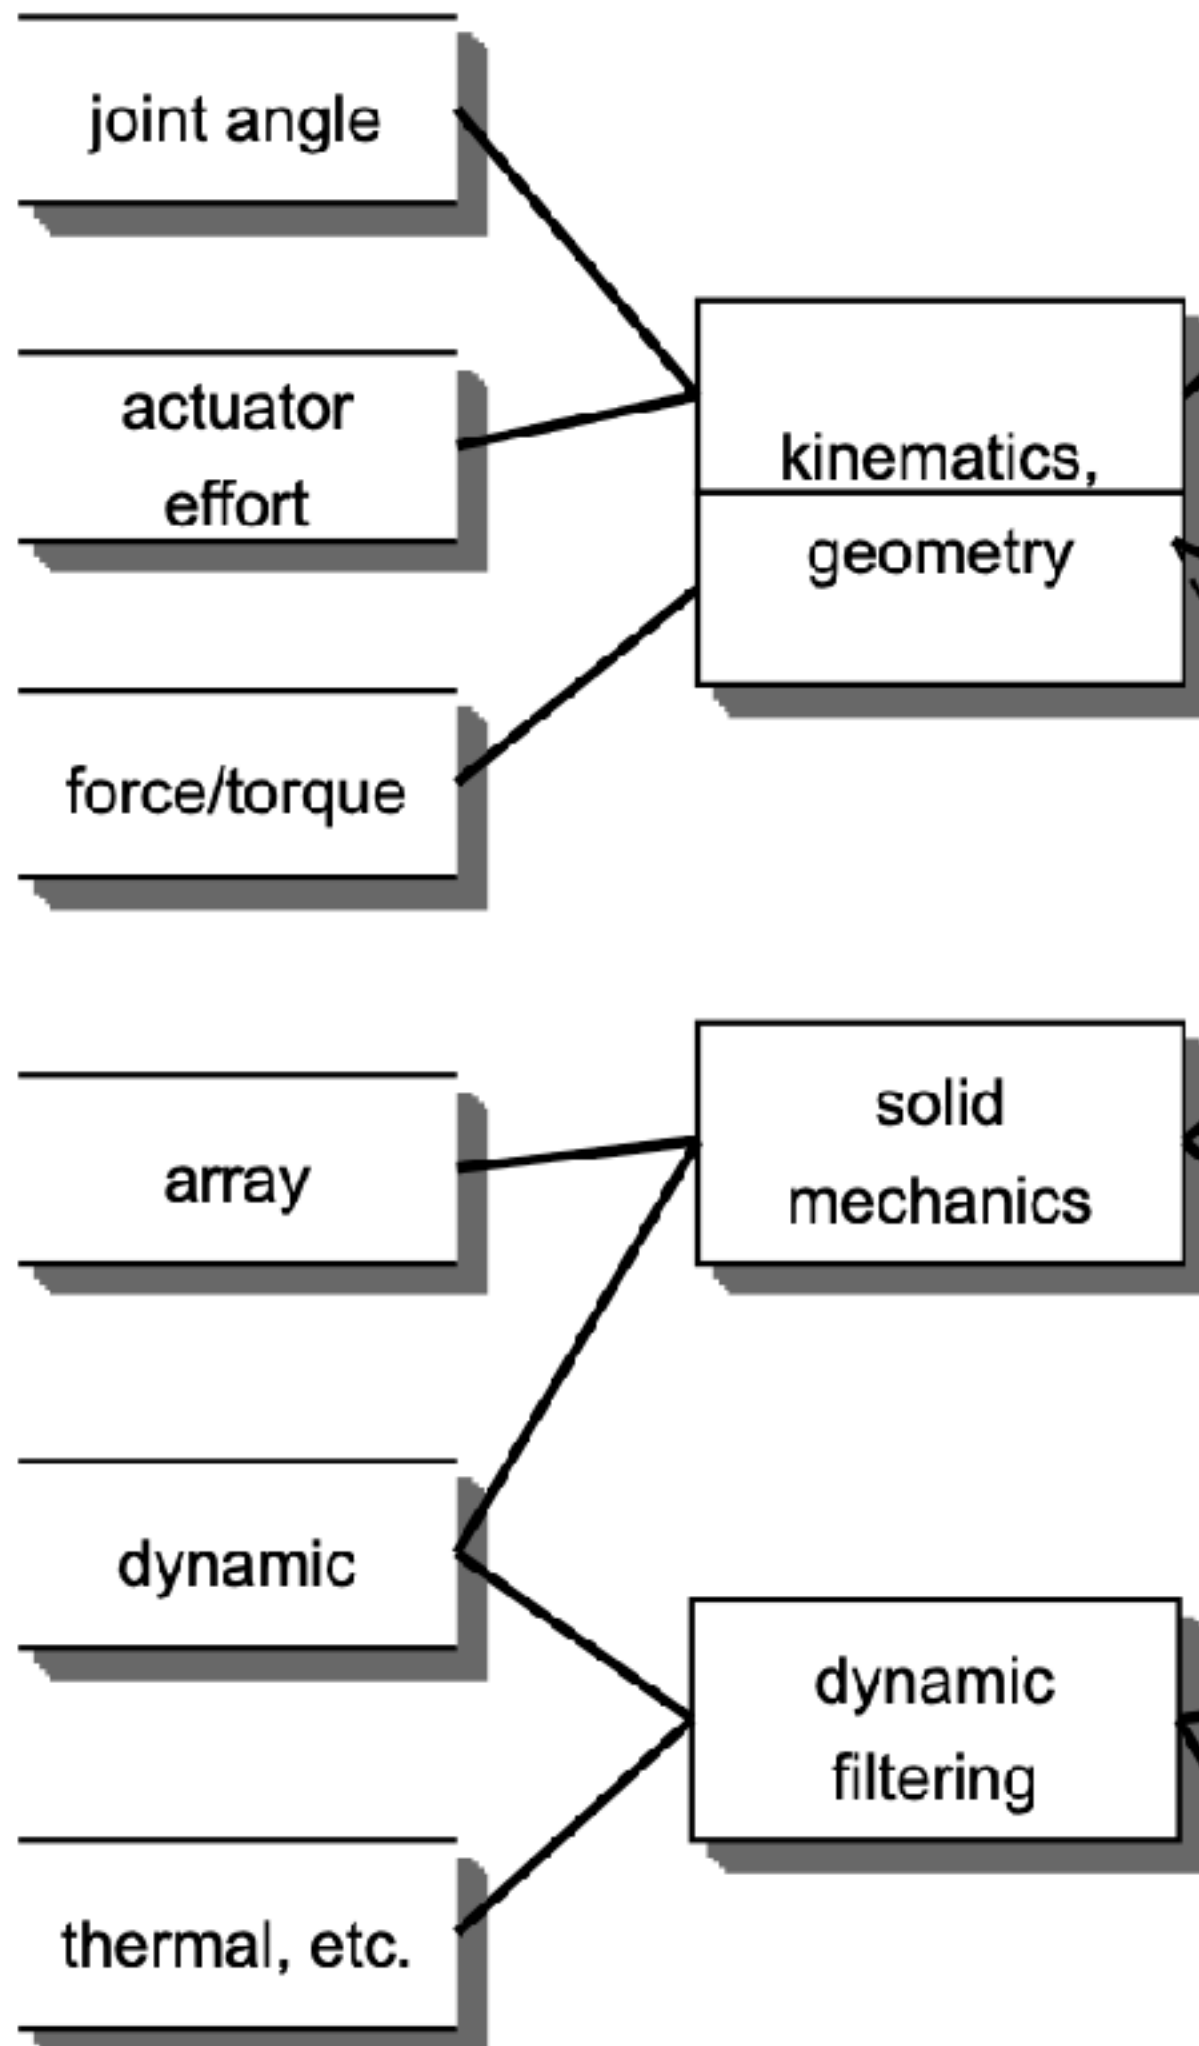 joint angle
actuator
effort
kinematics,
geometry
force/torque
solid
mechanics
array
dynamic
dynamic
filtering
thermal, etc.